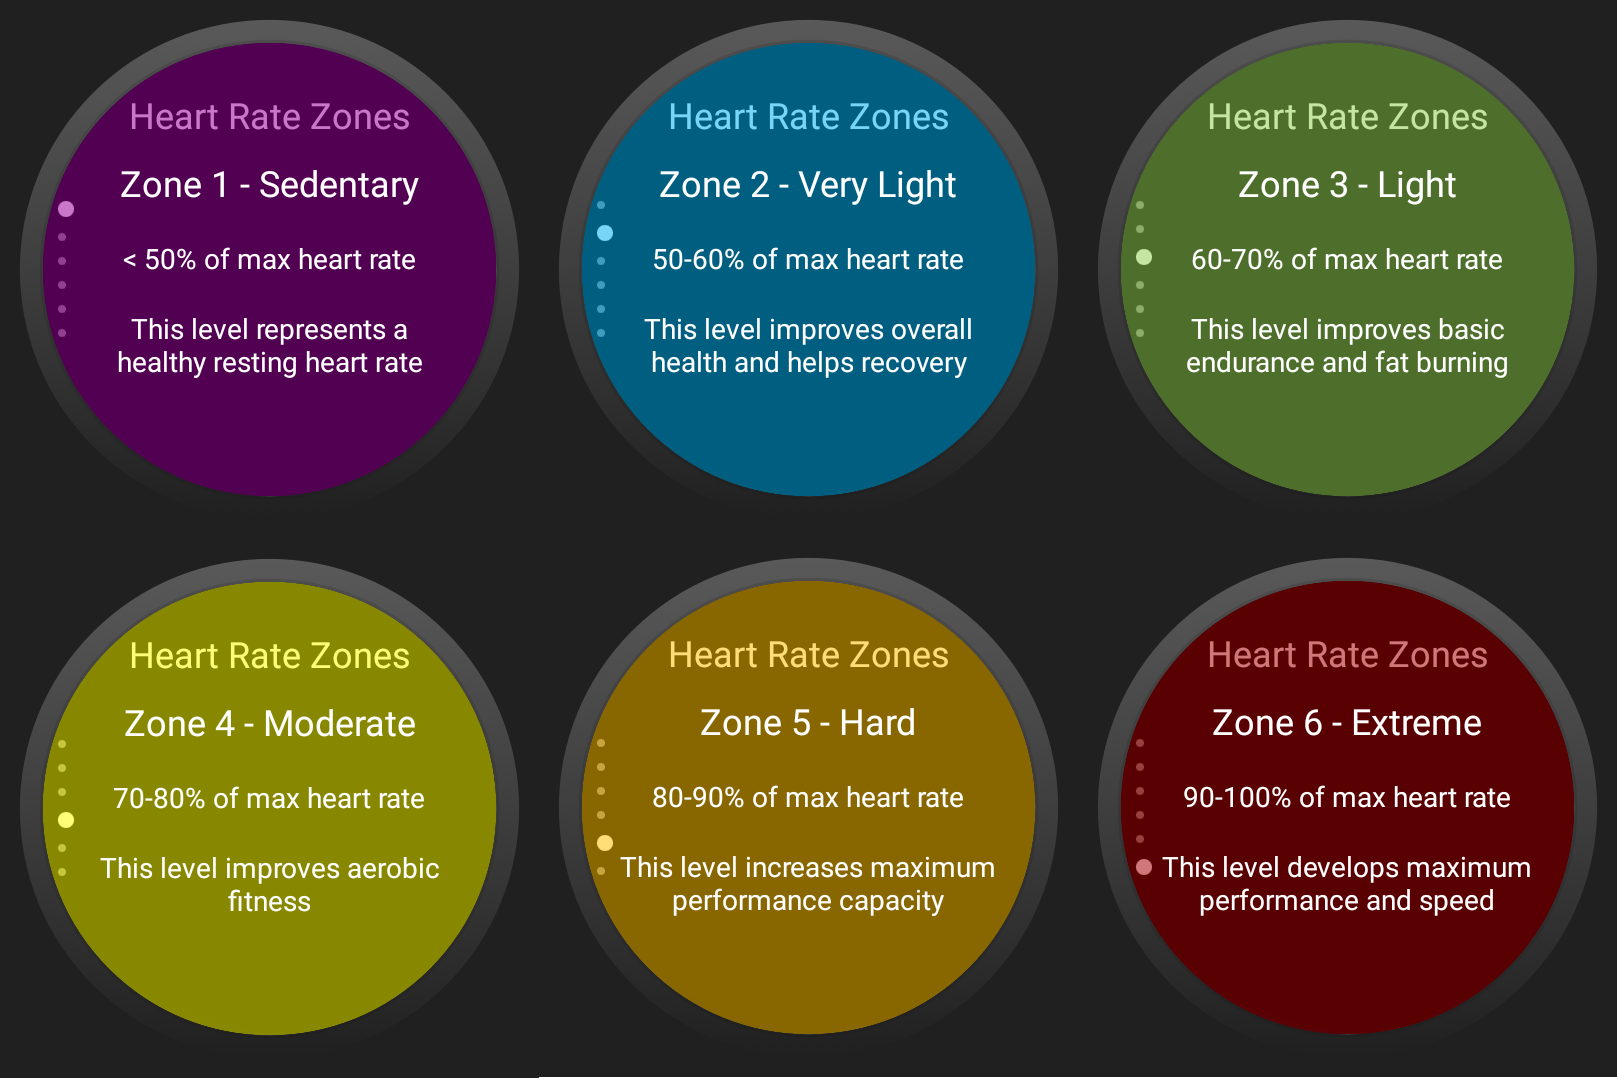 Heart Rate Zones
Zone 1 - Sedentary
< 50% of max heart rate
This level represents a
healthy resting heart rate
Heart Rate Zones
Zone 2 - Very Light
50-60% of max heart rate
This level improves overall
health and helps recovery
Heart Rate Zones
Zone 3 - Light
60-70% of max heart rate
This level improves basic
endurance and fat burning
Heart Rate Zones
Zone 4 - Moderate
70-80% of max heart rate
This level improves aerobic
fitness
Heart Rate Zones
Zone 5 - Hard
80-90% of max heart rate
This level increases maximum
performance capacity
Heart Rate Zones
Zone 6 - Extreme
90-100% of max heart rate
This level develops maximum
performance and speed